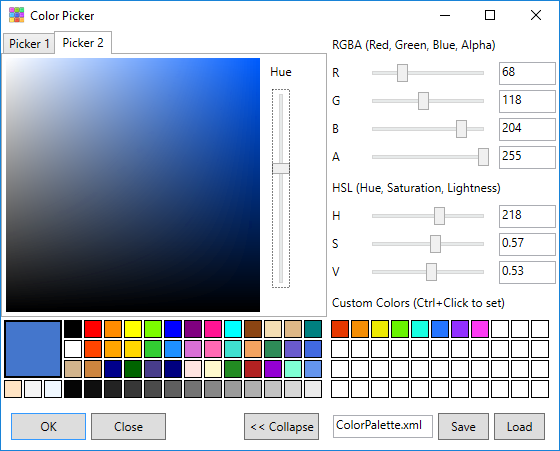 Color Picker
Picker 1 Picker 2
Hue
RGBA (Red, Green, Blue, Alpha)
R 68
G 118
B 204
A 255
HSL (Hue, Saturation, Lightness)
H 218
S 0.57
V 0.53
Custom Colors (Ctrl+Click to set)
OK Close << Collapse ColorPalette.xml Save Load